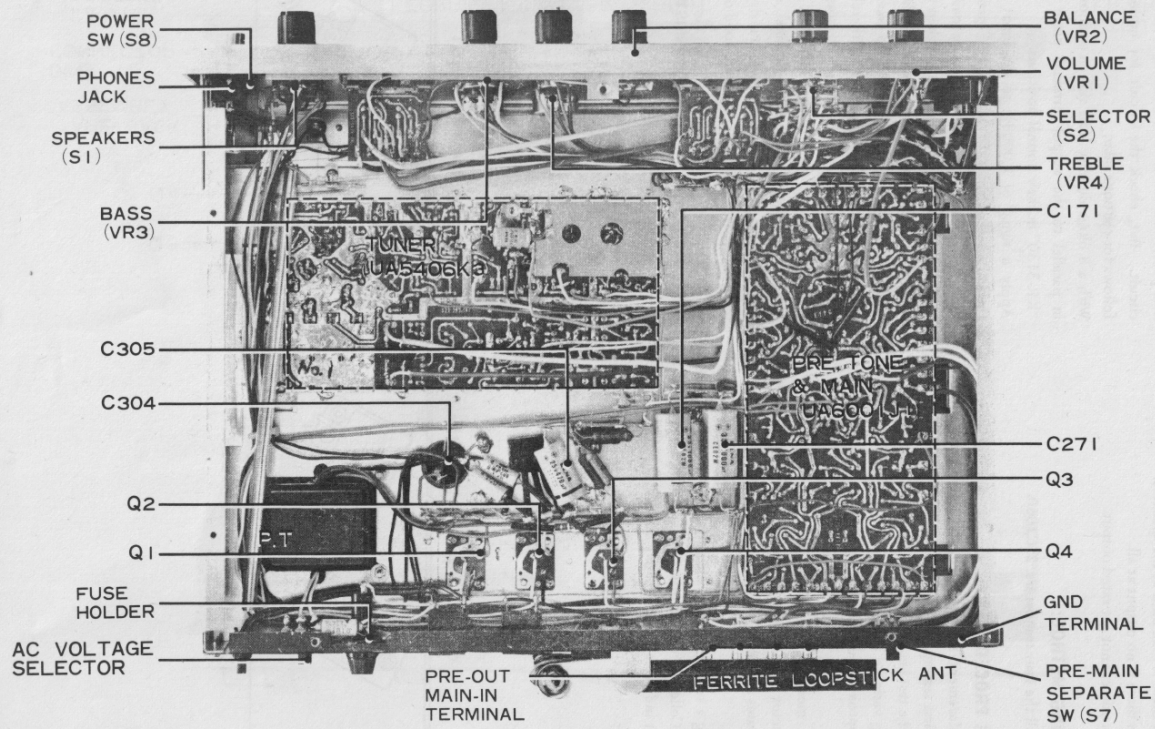 POWER
SW (S8)
PHONES
JACK
SPEAKERS
(S1)
BASS
(VR3)
C305
C304
Q2
Q1
FUSE
HOLDER
AC VOLTAGE
SELECTOR
BALANCE
(VR2)
VOLUME
(VR1)
SELECTOR
(S2)
TREBLE
(VR4)
C171
C271
Q3
Q4
GND
TERMINAL
PRE-MAIN
SEPARATE
SW (S7)
TUNER
UA5406Ka
No. 1
PRE TONE
& MAIN
P.T
PRE-OUT
MAIN-IN
TERMINAL
FERRITE LOOPSTICK ANT